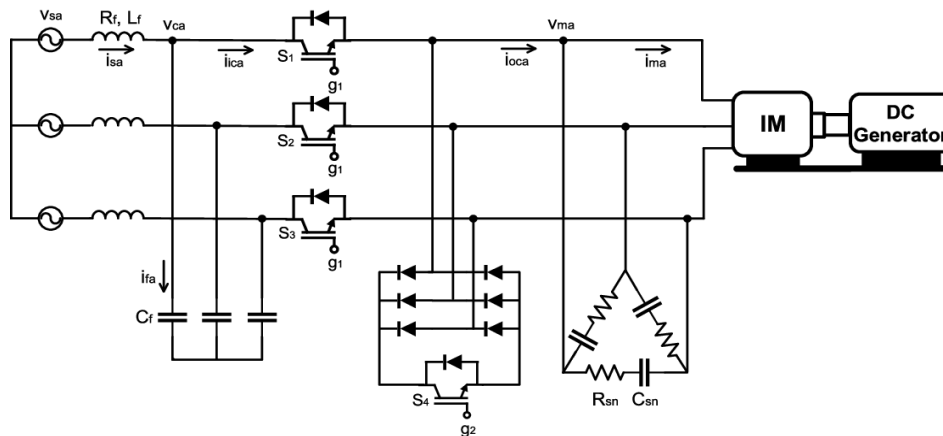 vsa
Rf, Lf
vca
isa
iica
S1
g1
ioca
vma
ima
S2
g1
IM
DC
Generator
S3
g1
ifa
Cf
S4
g2
Rsn
Csn